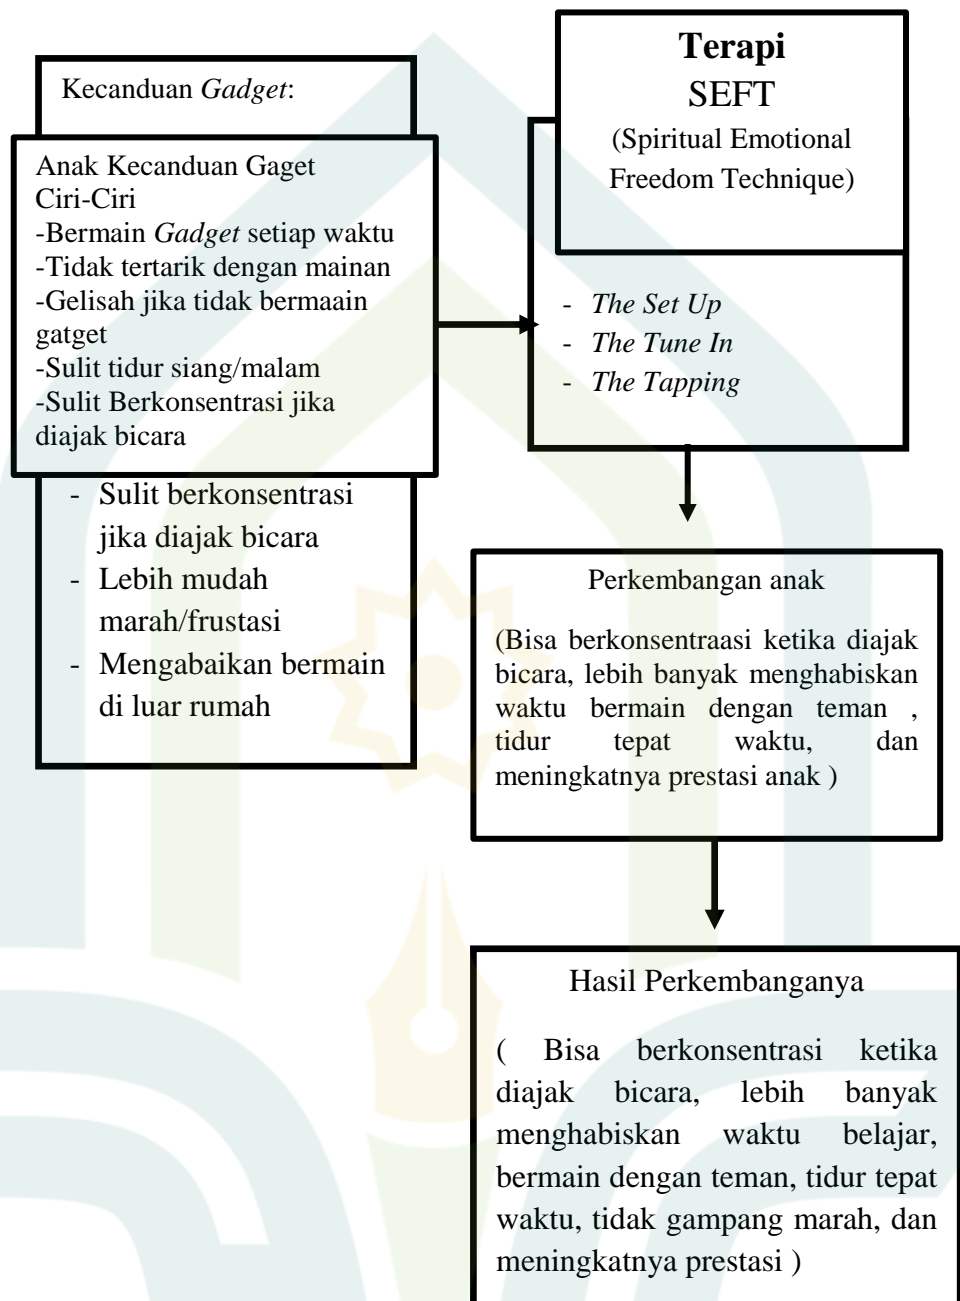 Kecanduan Gadget:
Anak Kecanduan Gaget
Ciri-Ciri
-Bermain Gadget setiap waktu
-Tidak tertarik dengan mainan
-Gelisah jika tidak bermaain
gatget
-Sulit tidur siang/malam
-Sulit Berkonsentrasi jika
diajak bicara
- Sulit berkonsentrasi
jika diajak bicara
- Lebih mudah
marah/frustasi
- Mengabaikan bermain
di luar rumah
Terapi
SEFT
(Spiritual Emotional
Freedom Technique)
- The Set Up
- The Tune In
- The Tapping
Perkembangan anak
(Bisa berkonsentraasi ketika diajak
bicara, lebih banyak menghabiskan
waktu bermain dengan teman ,
tidur tepat waktu, dan
meningkatnya prestasi anak )
Hasil Perkembanganya
( Bisa berkonsentrasi ketika
diajak bicara, lebih banyak
menghabiskan waktu belajar,
bermain dengan teman, tidur tepat
waktu, tidak gampang marah, dan
meningkatnya prestasi )